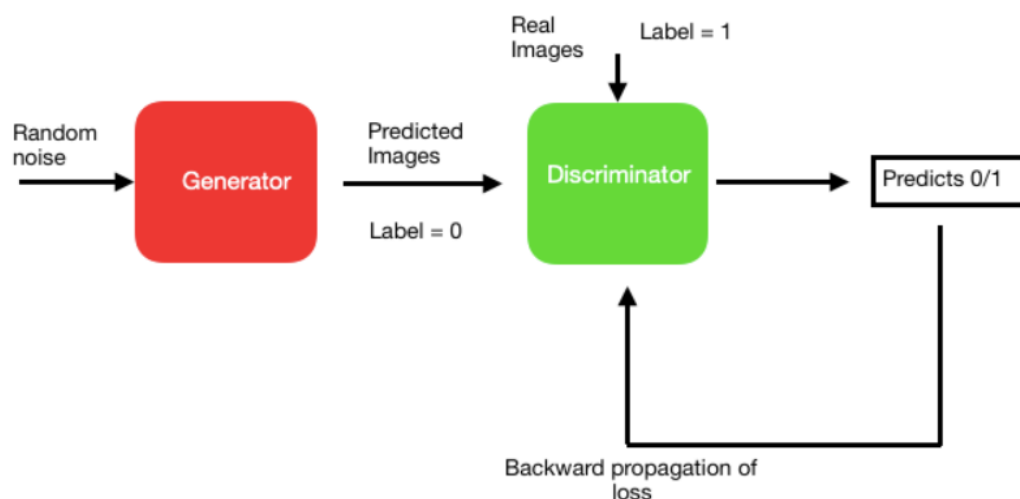 Real
Images
Label = 1
Random
noise
Generator
Predicted
Images
Label = 0
Discriminator
Predicts 0/1
Backward propagation of
loss